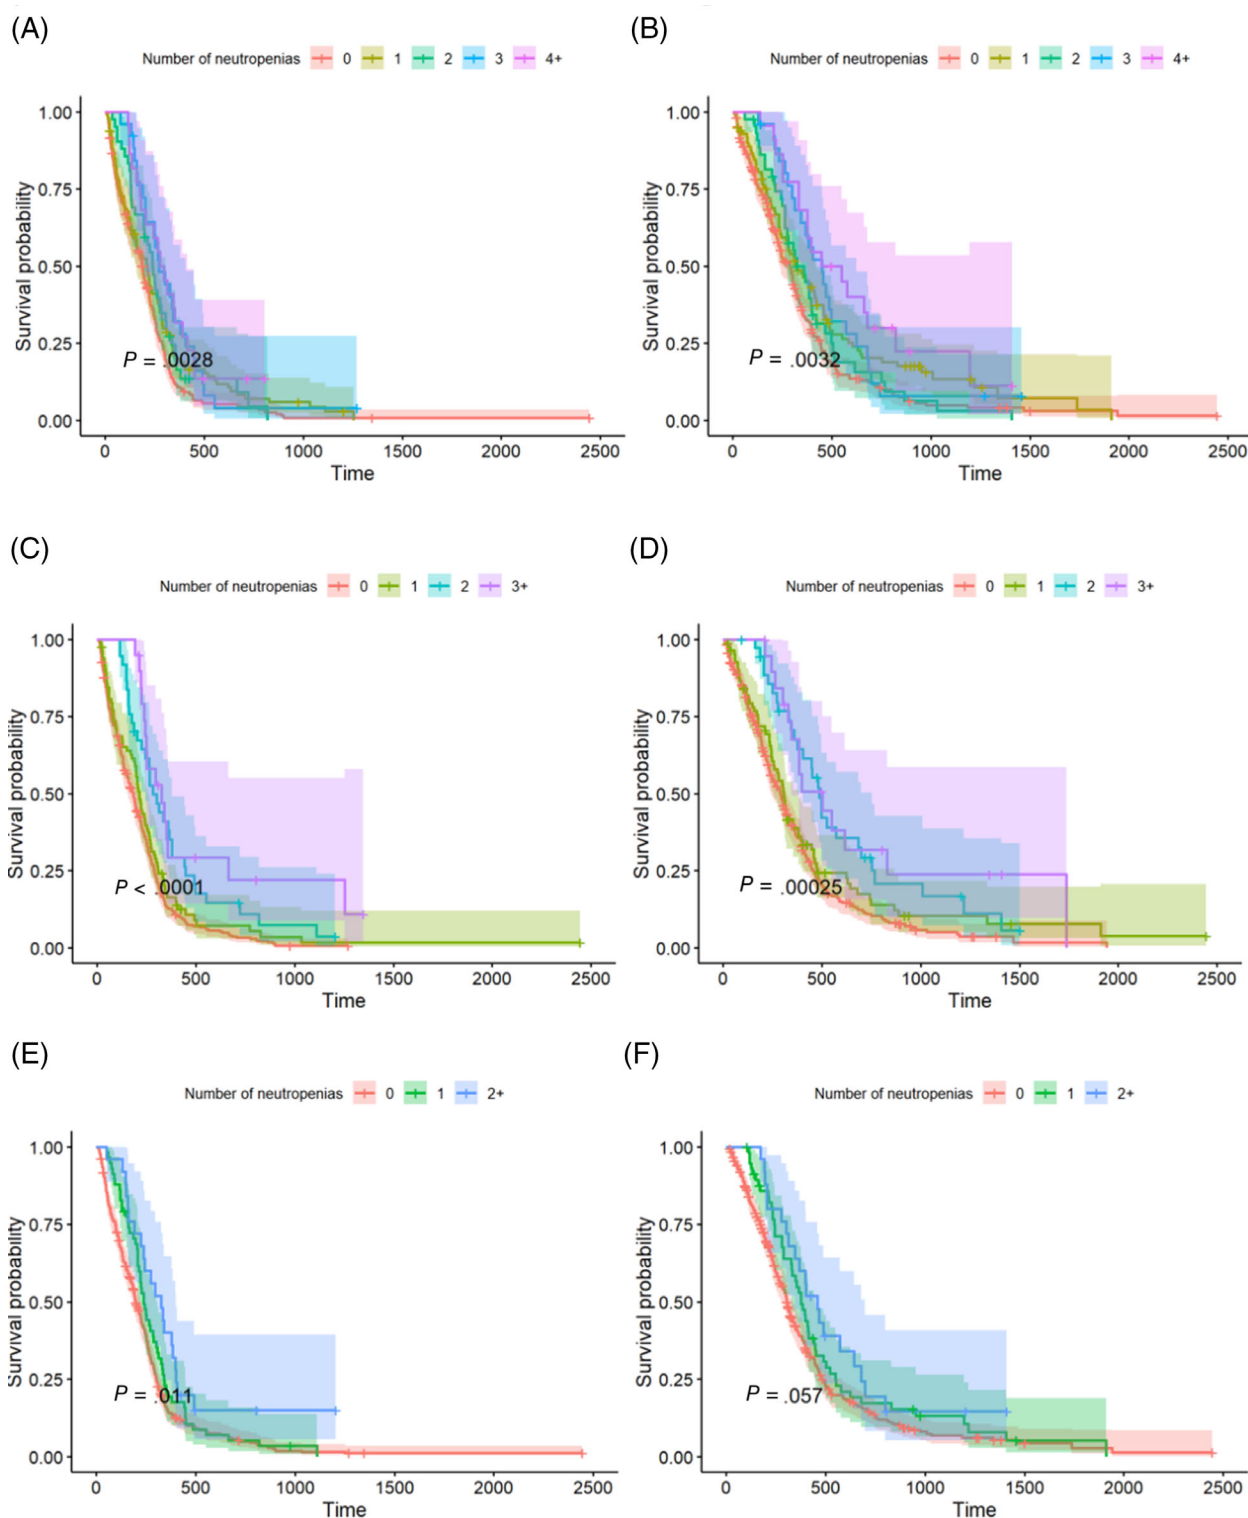 (A)
Number of neutropenias 0 1 2 3 4+
1.00
0.75
0.50
0.25
0.00
Survival probability
P = .0028
0 500 1000 1500 2000 2500
Time
(B)
Number of neutropenias 0 1 2 3 4+
1.00
0.75
0.50
0.25
0.00
Survival probability
P = .0032
0 500 1000 1500 2000 2500
Time
(C)
Number of neutropenias 0 1 2 3+
1.00
0.75
0.50
0.25
0.00
Survival probability
P < .0001
0 500 1000 1500 2000 2500
Time
(D)
Number of neutropenias 0 1 2 3+
1.00
0.75
0.50
0.25
0.00
Survival probability
P = .00025
0 500 1000 1500 2000 2500
Time
(E)
Number of neutropenias 0 1 2+
1.00
0.75
0.50
0.25
0.00
Survival probability
P = .011
0 500 1000 1500 2000 2500
Time
(F)
Number of neutropenias 0 1 2+
1.00
0.75
0.50
0.25
0.00
Survival probability
P = .057
0 500 1000 1500 2000 2500
Time